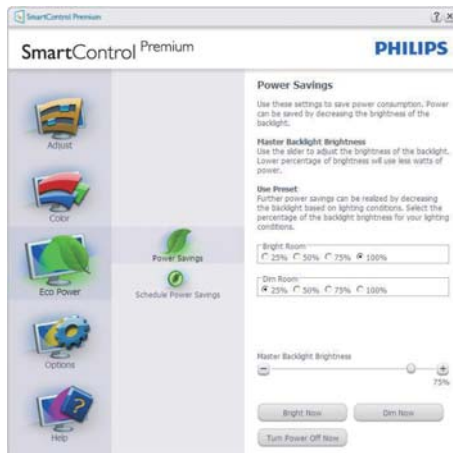 SmartControl Premium
SmartControl Premium
PHILIPS
Adjust
Color
Eco Power
Options
Help
Power Savings
Schedule Power Savings
Power Savings
Use these settings to save power consumption. Power
can be saved by decreasing the brightness of the
backlight.
Master Backlight Brightness
Use the slider to adjust the brightness of the backlight.
Lower percentage of brightness will use less watts of
power.
Use Preset
Further power savings can be realized by decreasing
the backlight based on lighting conditions. Select the
percentage of the backlight brightness for your lighting
conditions.
Bright Room
25% 50% 75% 100%
Dim Room
25% 50% 75% 100%
Master Backlight Brightness
75%
Bright Now Dim Now
Turn Power Off Now